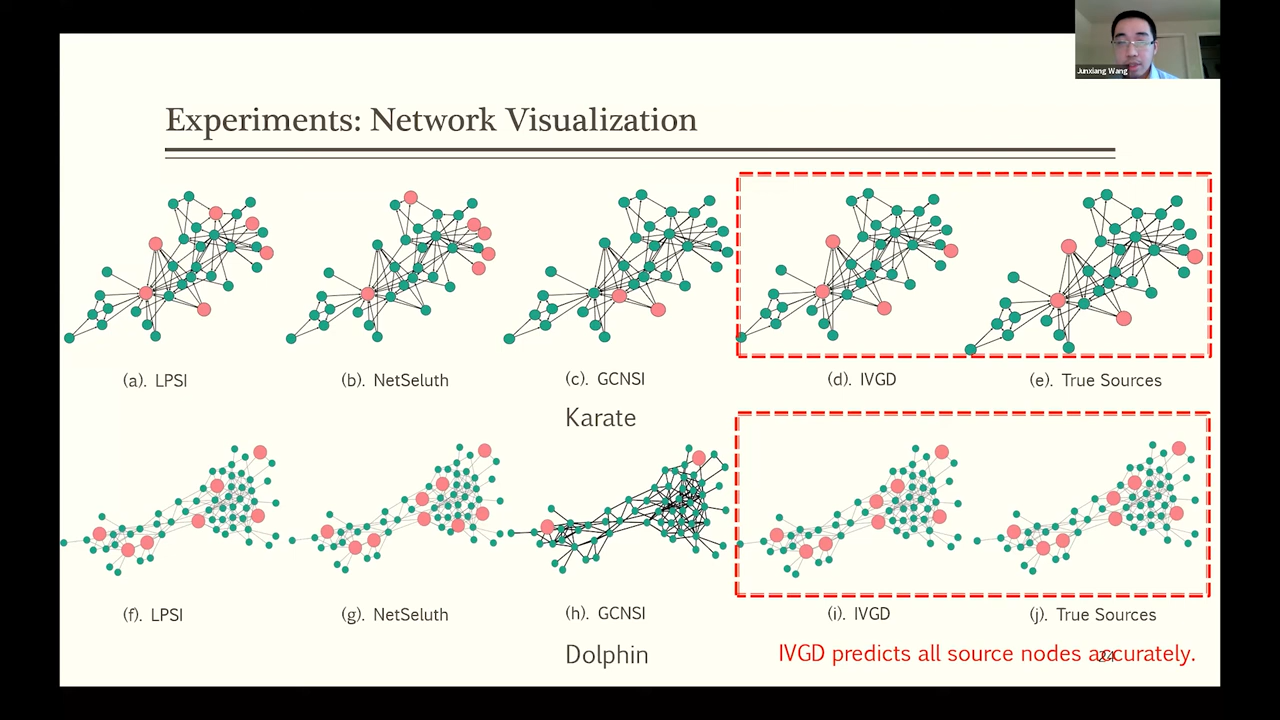 Junxiang Wang
Experiments: Network Visualization
(a). LPSI
(b). NetSeluth
(c). GCNSI
(d). IVGD
(e). True Sources
Karate
(f). LPSI
(g). NetSeluth
(h). GCNSI
(i). IVGD
(j). True Sources
Dolphin
IVGD predicts all source nodes accurately.
24